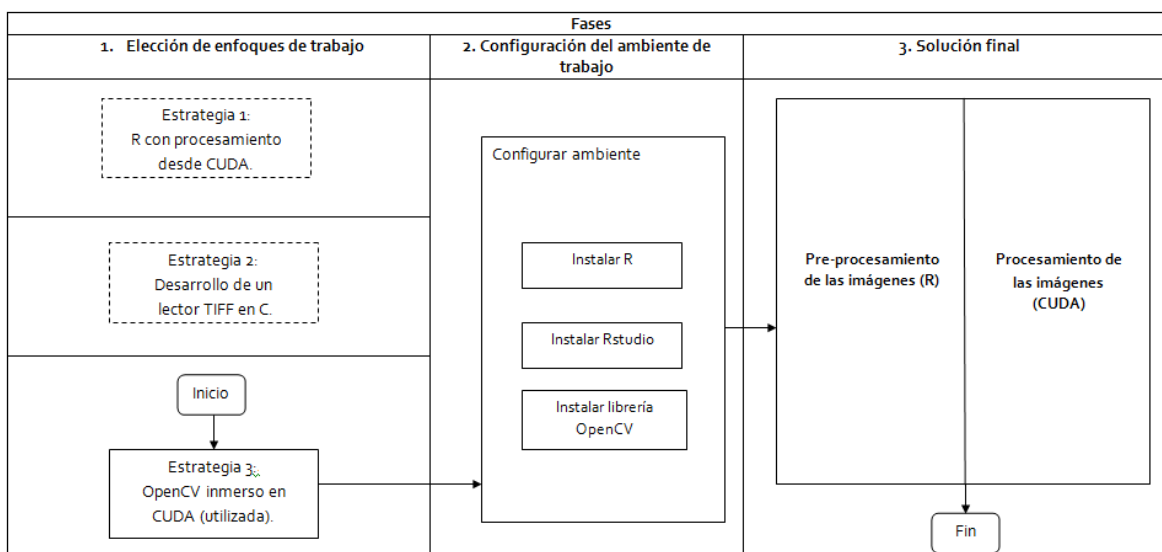 Fases
1. Elección de enfoques de trabajo
2. Configuración del ambiente de
trabajo
3. Solución final
Estrategia 1:
R con procesamiento
desde CUDA.
Estrategia 2:
Desarrollo de un
lector TIFF en C.
Inicio
Estrategia 3:.
OpenCV inmerso en
CUDA (utilizada).
Configurar ambiente
Instalar R
Instalar Rstudio
Instalar librería
OpenCV
Pre-procesamiento
de las imágenes (R)
Procesamiento de
las imágenes
(CUDA)
Fin